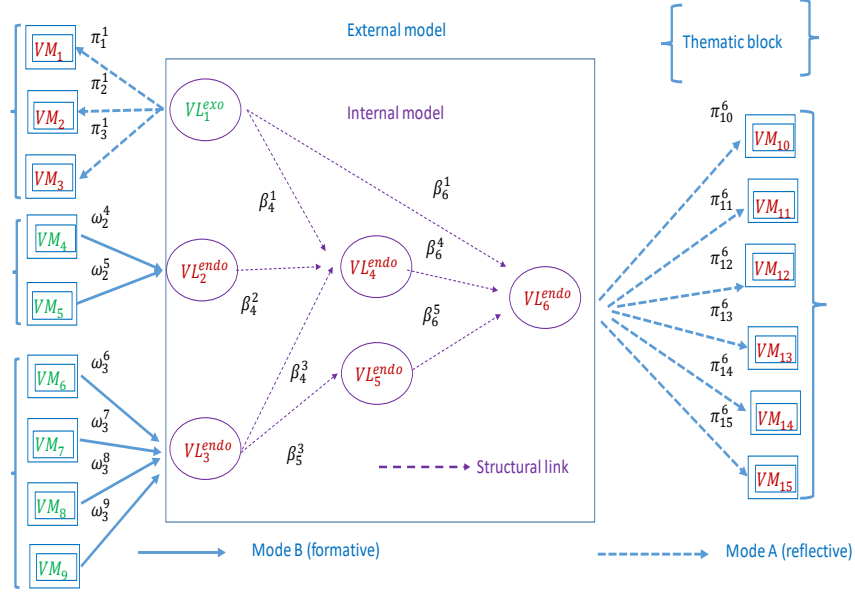 External model
Thematic block
Internal model
VM₁
VM₂
VM₃
π₁¹
π₂¹
π₃¹
VL₁ᵉˣᵒ
VM₄
VM₅
ω₂⁴
ω₂⁵
VL₂ᵉⁿᵈᵒ
VM₆
VM₇
VM₈
VM₉
ω₃⁶
ω₃⁷
ω₃⁸
ω₃⁹
VL₃ᵉⁿᵈᵒ
β₄¹
β₆¹
β₄²
β₆⁴
β₆⁵
β₄³
β₅³
VL₄ᵉⁿᵈᵒ
VL₅ᵉⁿᵈᵒ
VL₆ᵉⁿᵈᵒ
π₁₀⁶
π₁₁⁶
π₁₂⁶
π₁₃⁶
π₁₄⁶
π₁₅⁶
VM₁₀
VM₁₁
VM₁₂
VM₁₃
VM₁₄
VM₁₅
Structural link
Mode B (formative)
Mode A (reflective)